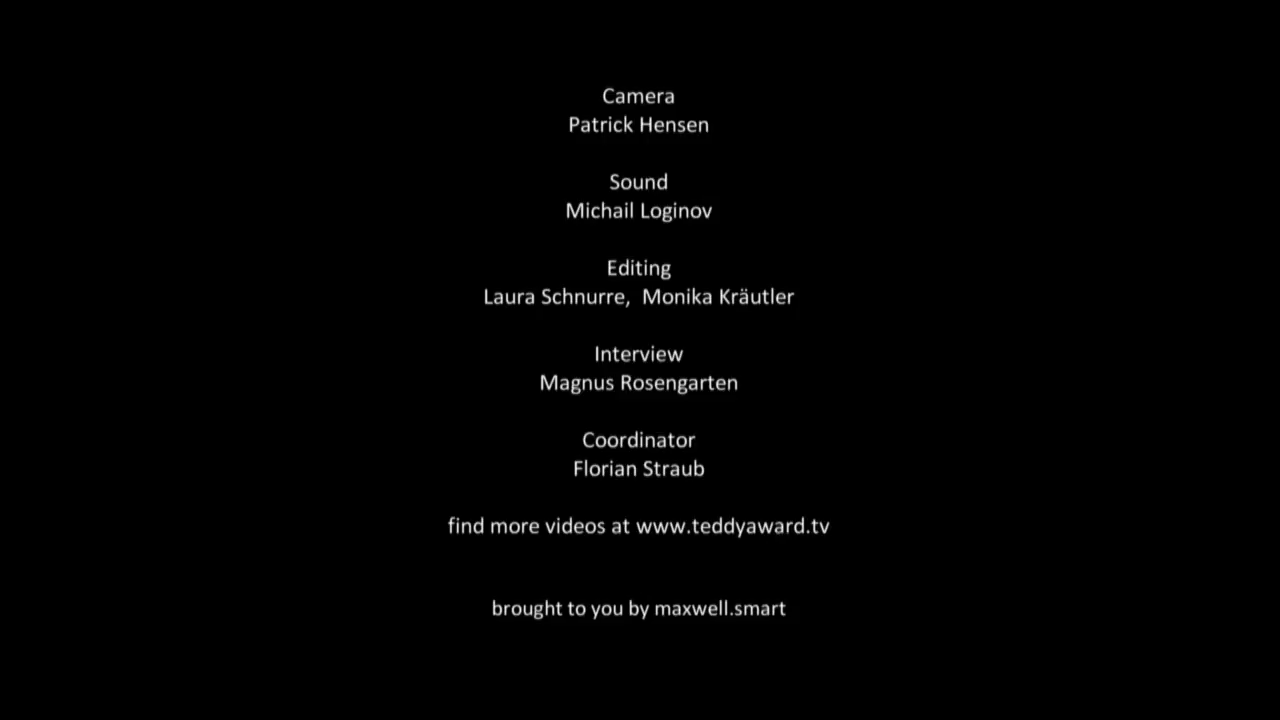 Camera
Patrick Hensen
Sound
Michail Loginov
Editing
Laura Schnurre,  Monika Kräutler
Interview
Magnus Rosengarten
Coordinator
Florian Straub
find more videos at www.teddyaward.tv
brought to you by maxwell.smart